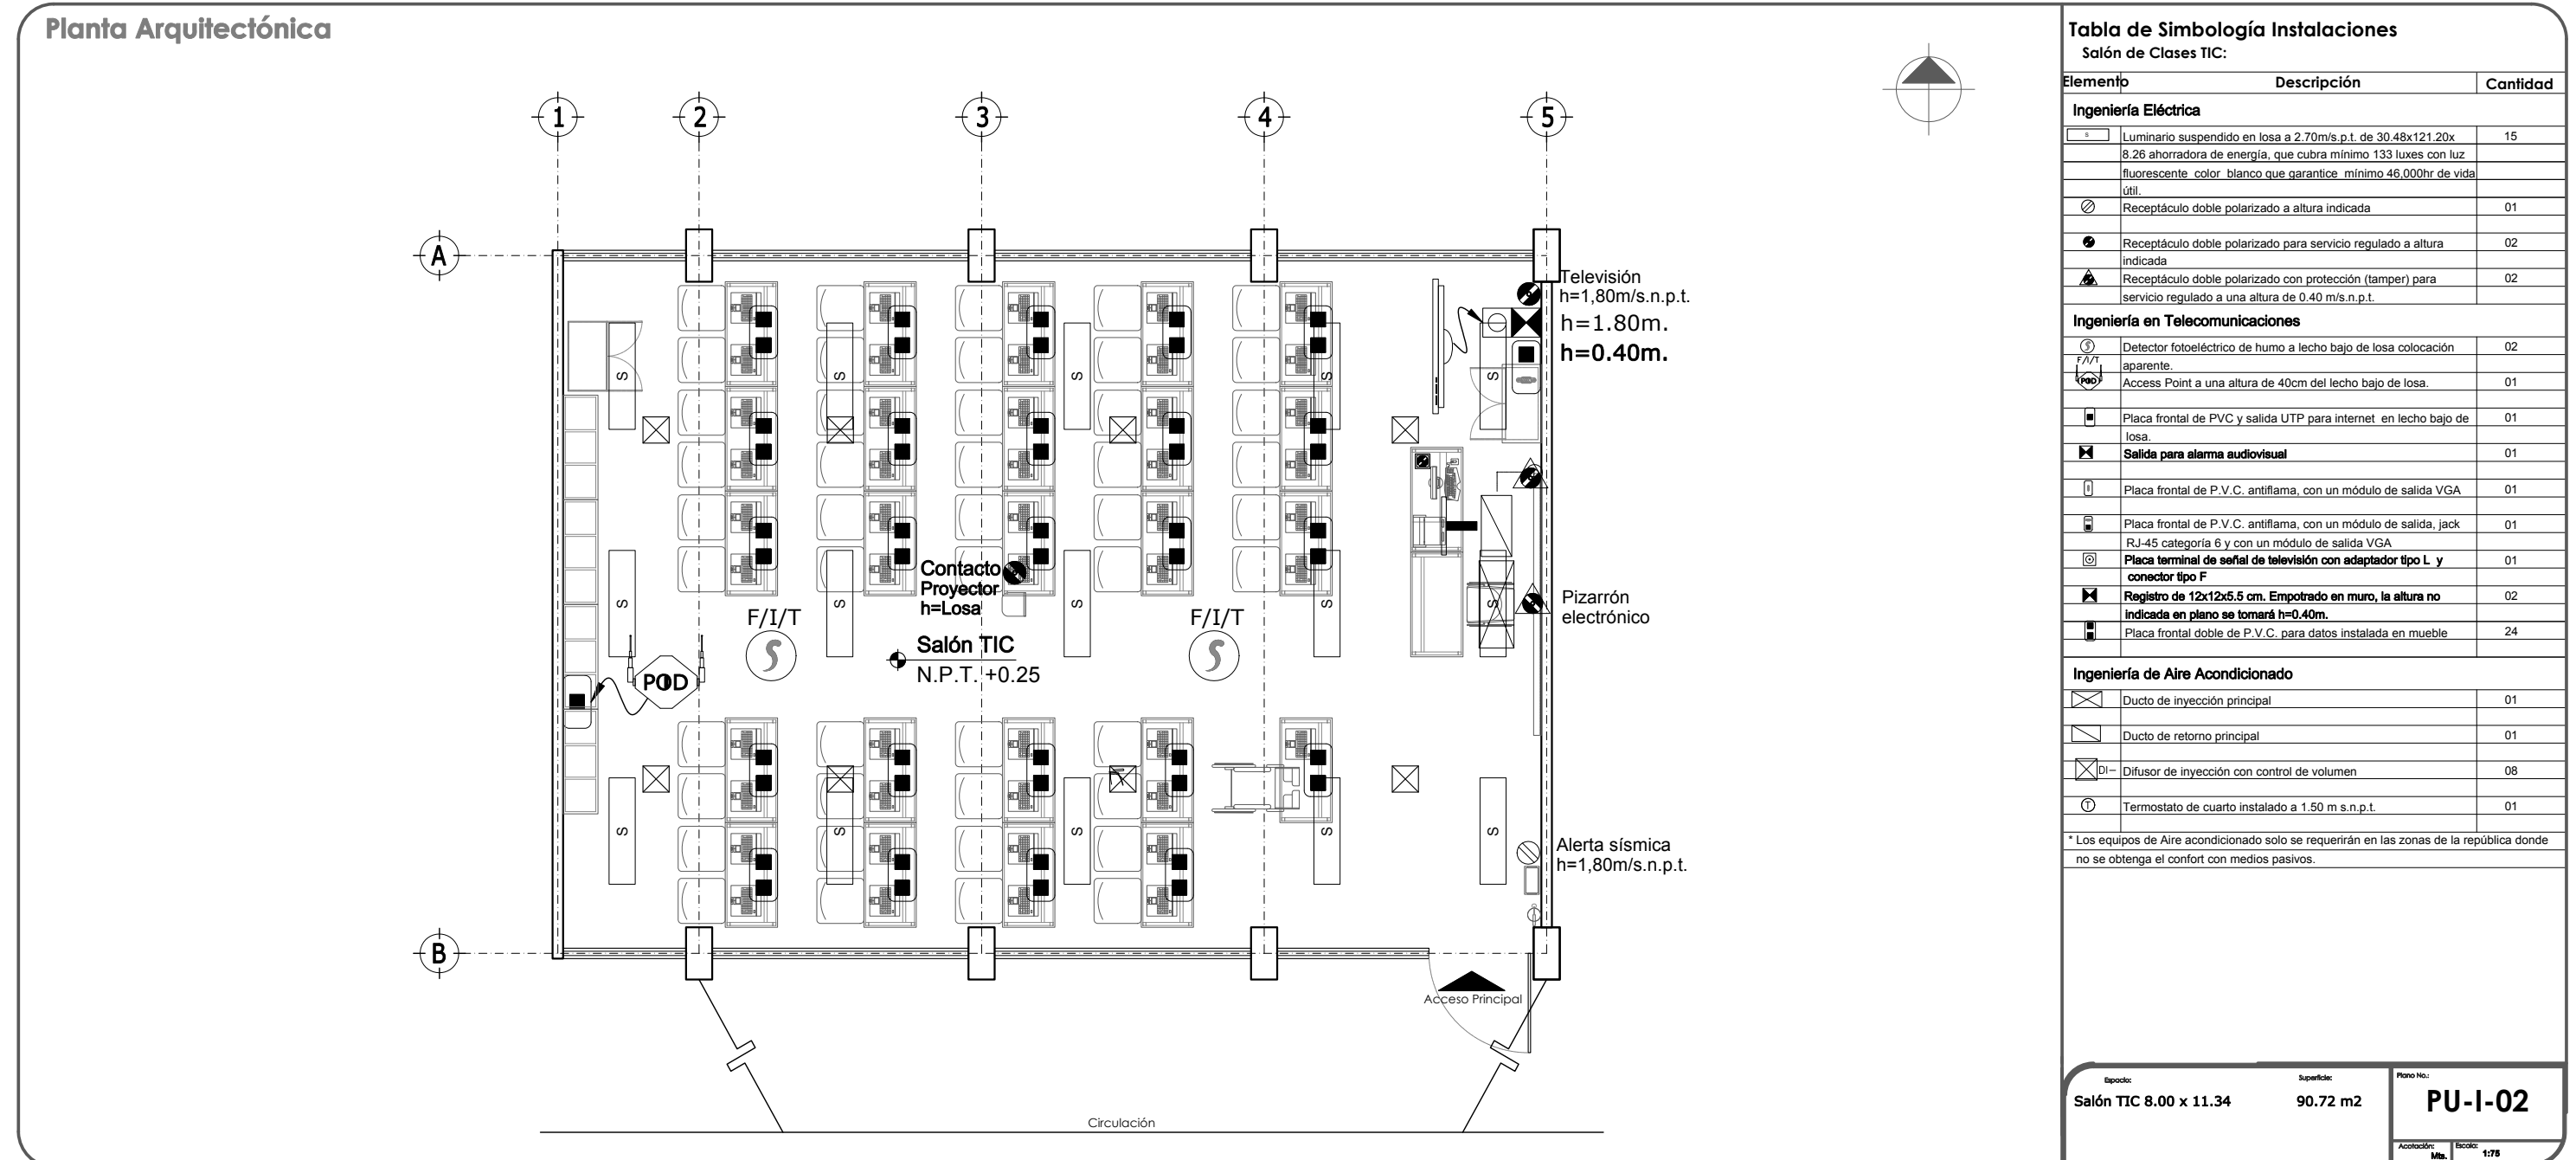 Planta Arquitectónica
1
2
3
4
5
A
B
Televisión
h=1,80m/s.n.p.t.
h=1.80m.
h=0.40m.
S
S
S
S
S
S
Contacto
Proyector
h=Losa
S
S
S
S
S
Pizarrón
electrónico
F/I/T
F/I/T
Salón TIC
N.P.T. +0.25
POD
S
S
S
S
Alerta sísmica
h=1,80m/s.n.p.t.
Acceso Principal
Circulación
Tabla de Simbología Instalaciones
Salón de Clases TIC:
Elemento Descripción Cantidad
Ingeniería Eléctrica
S Luminario suspendido en losa a 2.70m/s.p.t. de 30.48x121.20x 15
8.26 ahorradora de energía, que cubra mínimo 133 luxes con luz
fluorescente color blanco que garantice mínimo 46,000hr de vida
útil.
Receptáculo doble polarizado a altura indicada 01
Receptáculo doble polarizado para servicio regulado a altura 02
indicada
Receptáculo doble polarizado con protección (tamper) para 02
servicio regulado a una altura de 0.40 m/s.n.p.t.
Ingeniería en Telecomunicaciones
Detector fotoeléctrico de humo a lecho bajo de losa colocación 02
F/I/T aparente.
POD Access Point a una altura de 40cm del lecho bajo de losa. 01
Placa frontal de PVC y salida UTP para internet en lecho bajo de 01
losa.
Salida para alarma audiovisual 01
Placa frontal de P.V.C. antiflama, con un módulo de salida VGA 01
Placa frontal de P.V.C. antiflama, con un módulo de salida, jack 01
RJ-45 categoría 6 y con un módulo de salida VGA
Placa terminal de señal de televisión con adaptador tipo L y 01
conector tipo F
Registro de 12x12x5.5 cm. Empotrado en muro, la altura no 02
indicada en plano se tomará h=0.40m.
Placa frontal doble de P.V.C. para datos instalada en mueble 24
Ingeniería de Aire Acondicionado
Ducto de inyección principal 01
Ducto de retorno principal 01
DI– Difusor de inyección con control de volumen 08
T Termostato de cuarto instalado a 1.50 m s.n.p.t. 01
* Los equipos de Aire acondicionado solo se requerirán en las zonas de la república donde
no se obtenga el confort con medios pasivos.
Espacio: Superficie: Plano No.:
Salón TIC 8.00 x 11.34 90.72 m2 PU-I-02
Acotación: Escala:
Mts. 1:75